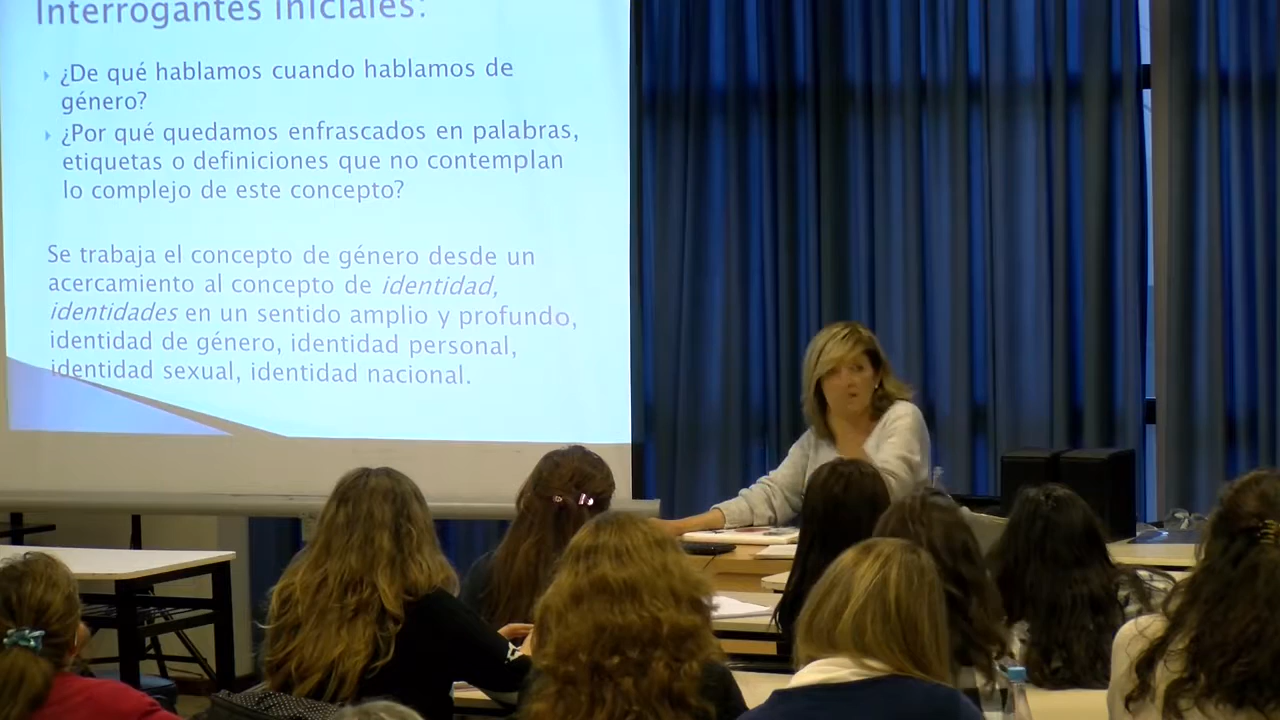 Interrogantes iniciales:
¿De qué hablamos cuando hablamos de
género?
¿Por qué quedamos enfrascados en palabras,
etiquetas o definiciones que no contemplan
lo complejo de este concepto?
Se trabaja el concepto de género desde un
acercamiento al concepto de identidad,
identidades en un sentido amplio y profundo,
identidad de género, identidad personal,
identidad sexual, identidad nacional.